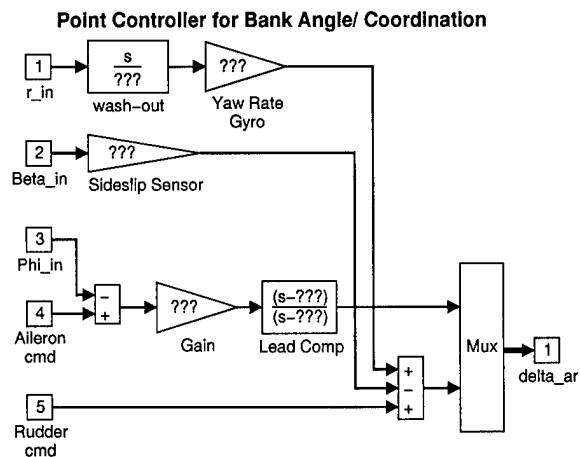 Point Controller for Bank Angle/ Coordination
1
r_in
s
???
wash-out
???
Yaw Rate
Gyro
2
Beta_in
???
Sideslip Sensor
3
Phi_in
4
Aileron
cmd
−
+
???
Gain
(s-???)
(s-???)
Lead Comp
5
Rudder
cmd
+
−
+
Mux
1
delta_ar